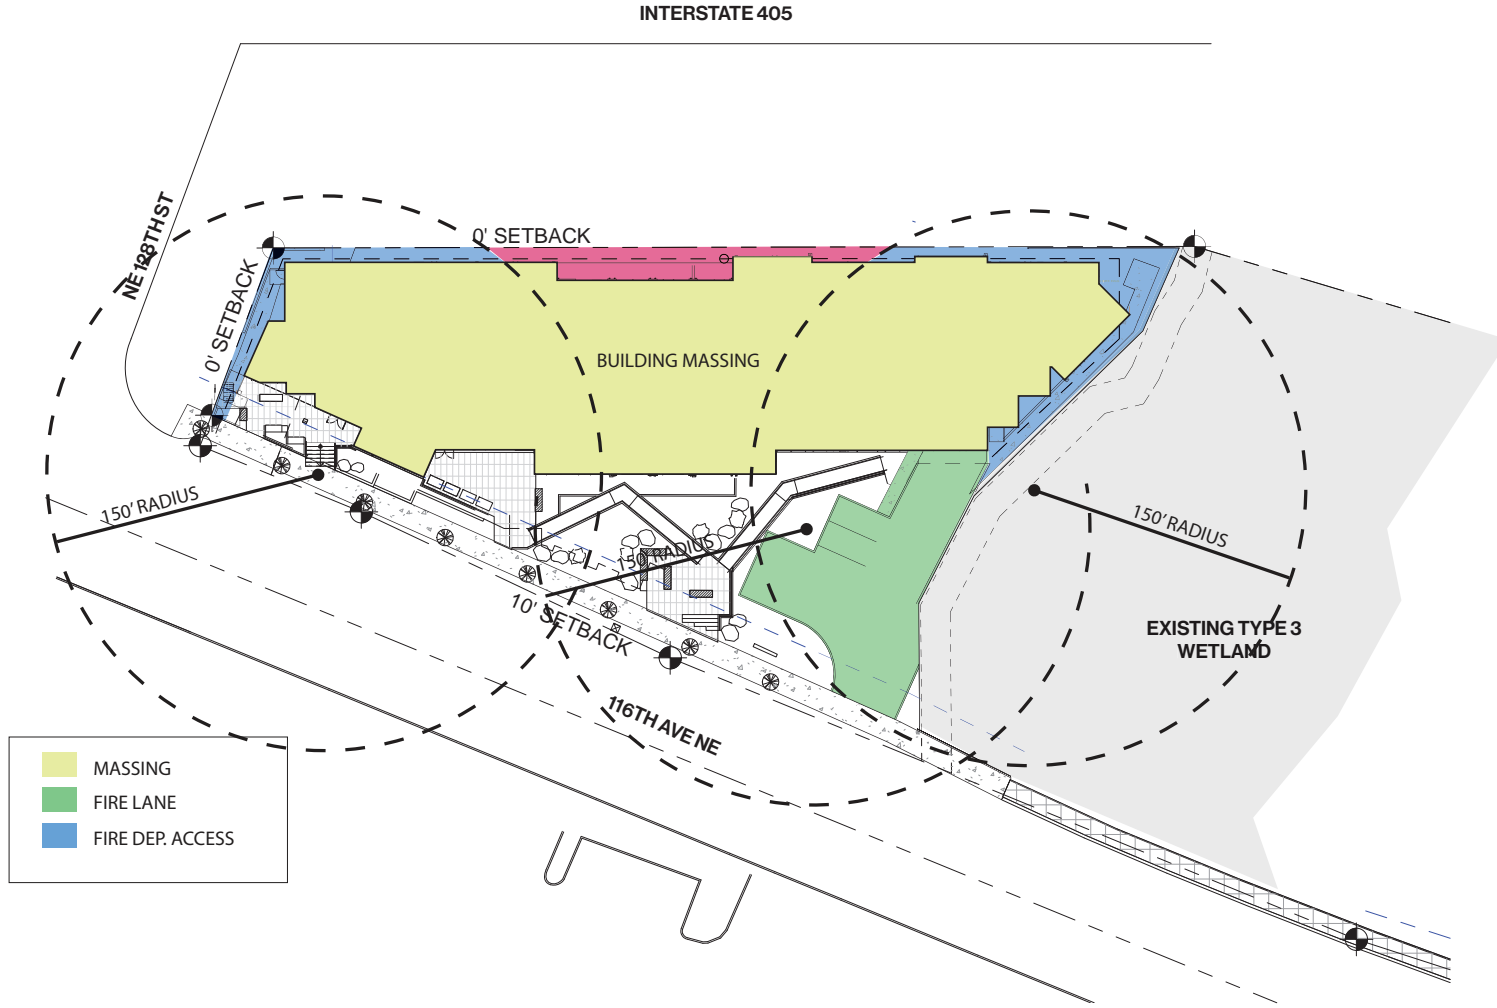 INTERSTATE 405
NE 128TH ST
0' SETBACK
0' SETBACK
BUILDING MASSING
150' RADIUS
150' RADIUS
150' RADIUS
10' SETBACK
EXISTING TYPE 3
WETLAND
116TH AVE NE
MASSING
FIRE LANE
FIRE DEP. ACCESS